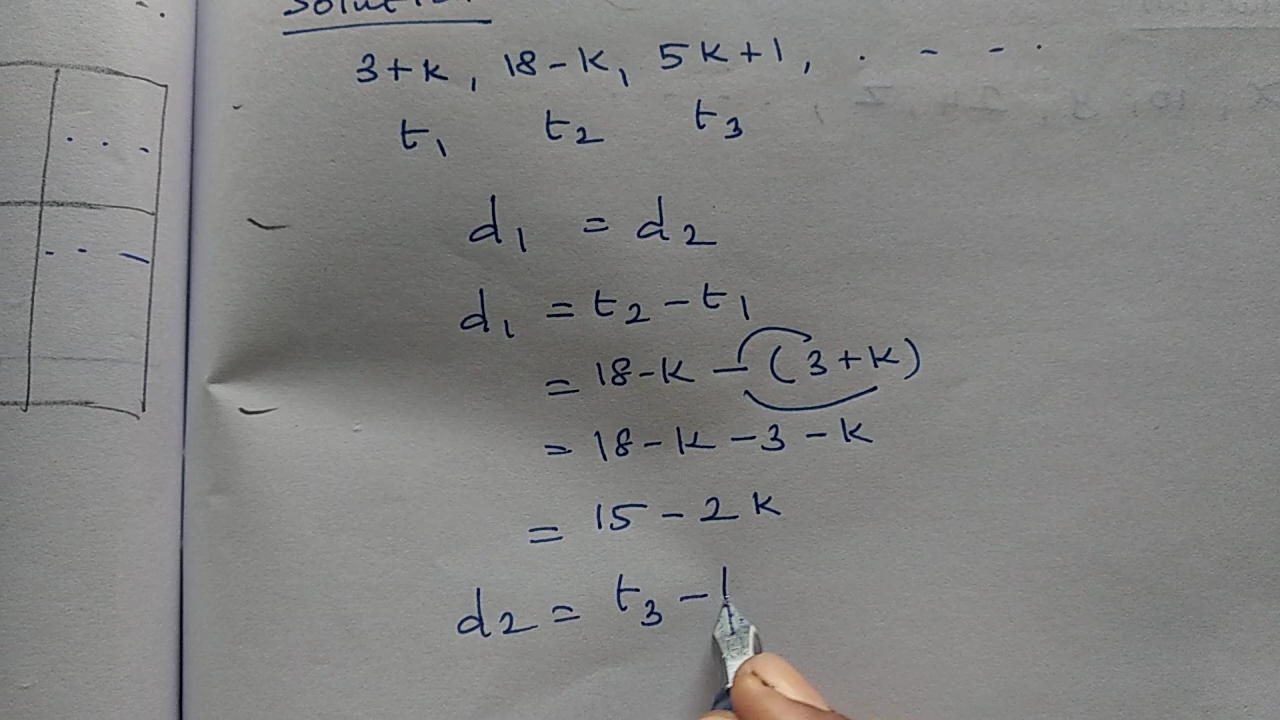 Solution
3+k, 18-k, 5k+1, . - - .
t₁ t₂ t₃
d₁ = d₂
d₁ = t₂ - t₁
= 18-k - (3+k)
= 18-k-3-k
= 15-2k
d₂ = t₃ -